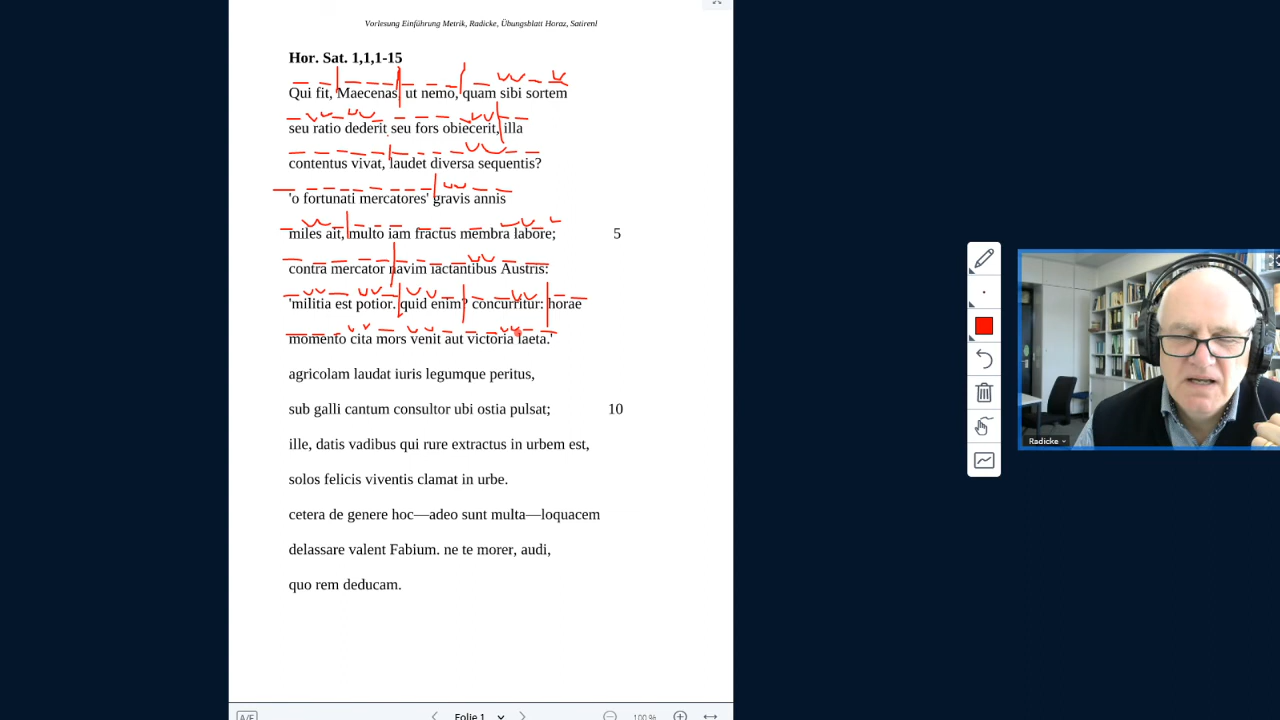 Vorlesung Einführung Metrik, Radicke, Übungsblatt Horaz, SatirenI
Hor. Sat. 1,1,1-15
Qui fit, Maecenas, ut nemo, quam sibi sortem
seu ratio dederit seu fors obiecerit, illa
contentus vivat, laudet diversa sequentis?
'o fortunati mercatores' gravis annis
miles ait, multo iam fractus membra labore; 5
contra mercator navim iactantibus Austris:
'militia est potior. quid enim? concurritur: horae
momento cita mors venit aut victoria laeta.'
agricolam laudat iuris legumque peritus,
sub galli cantum consultor ubi ostia pulsat; 10
ille, datis vadibus qui rure extractus in urbem est,
solos felicis viventis clamat in urbe.
cetera de genere hoc—adeo sunt multa—loquacem
delassare valent Fabium. ne te morer, audi,
quo rem deducam.
Radicke
A/F
Folie 1
100 %